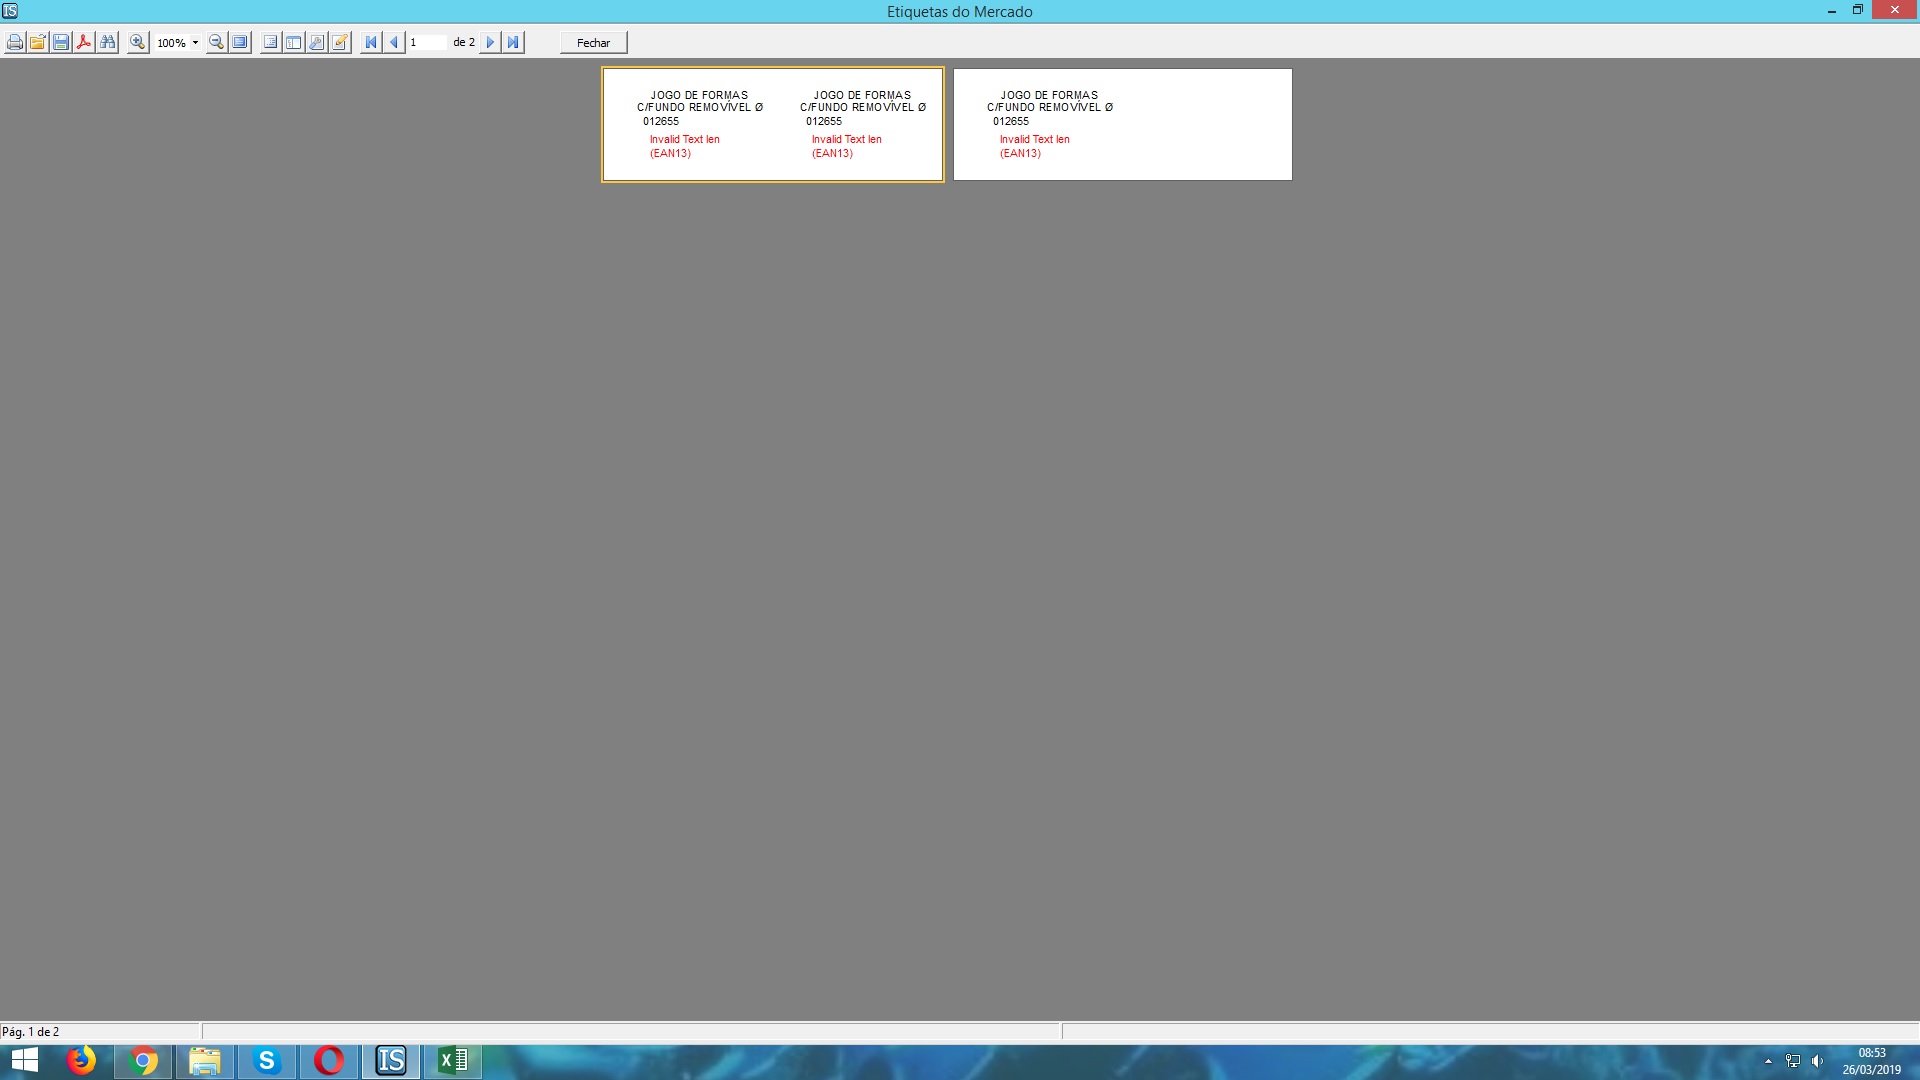 IS
Etiquetas do Mercado
100%
1
de 2
Fechar
JOGO DE FORMAS
C/FUNDO REMOVÍVEL Ø
012655
Invalid Text len
(EAN13)
JOGO DE FORMAS
C/FUNDO REMOVÍVEL Ø
012655
Invalid Text len
(EAN13)
JOGO DE FORMAS
C/FUNDO REMOVÍVEL Ø
012655
Invalid Text len
(EAN13)
Pág. 1 de 2
S
IS
X
08:53
26/03/2019